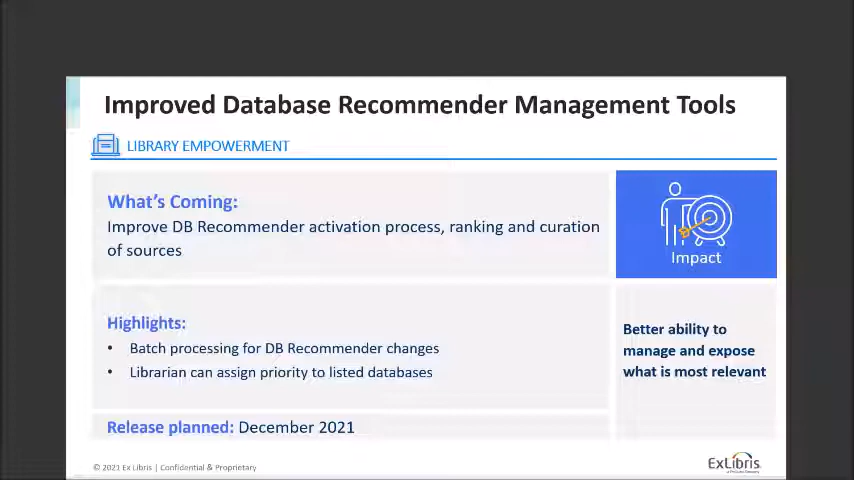 Improved Database Recommender Management Tools
LIBRARY EMPOWERMENT
What's Coming:
Improve DB Recommender activation process, ranking and curation
of sources
Impact
Highlights:
• Batch processing for DB Recommender changes
• Librarian can assign priority to listed databases
Better ability to
manage and expose
what is most relevant
Release planned: December 2021
© 2021 Ex Libris | Confidential & Proprietary
ExLibris